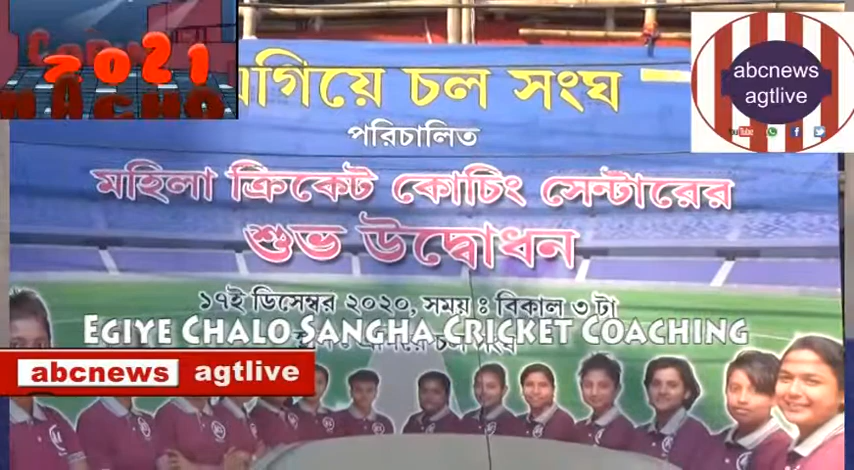 2021
abcnews
agtlive
এগিয়ে চল সংঘ
পরিচালিত
মহিলা ক্রিকেট কোচিং সেন্টারের
শুভ উদ্বোধন
১৭ই ডিসেম্বর ২০২০, সময় ঃ বিকাল ৩ টা
EGIYE CHALO SANGHA CRICKET COACHING
abcnews agtlive